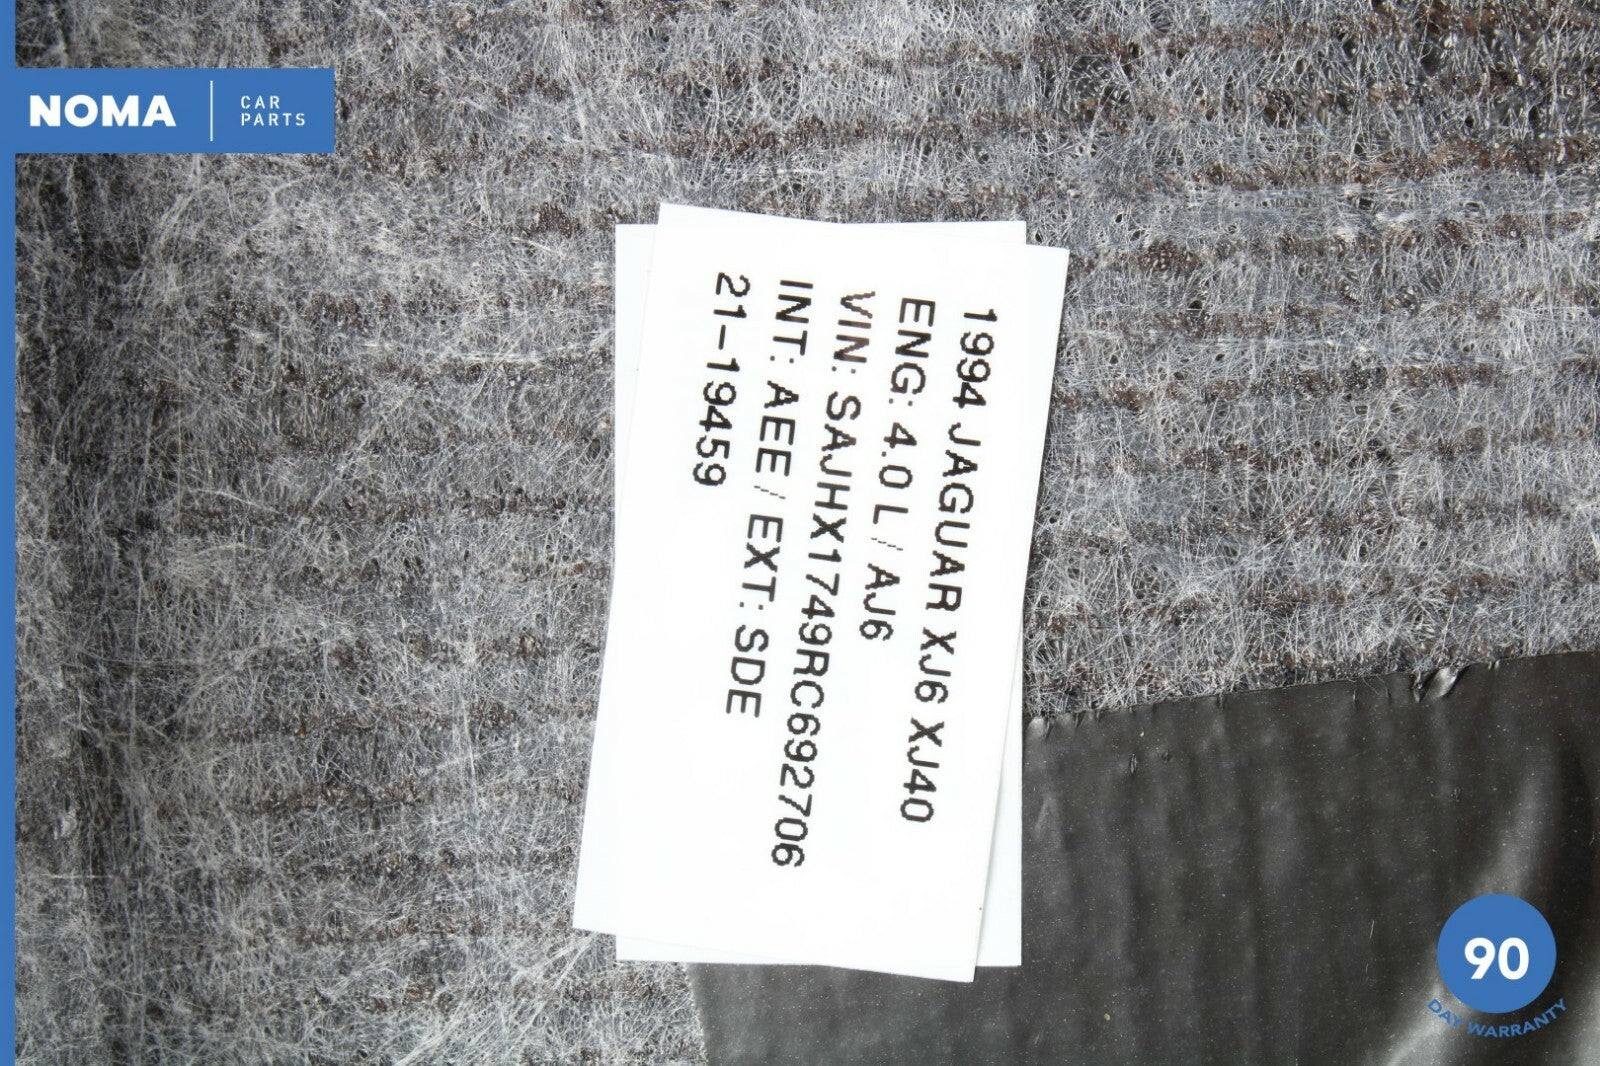 NOMA
CAR
PARTS
1994 JAGUAR XJ6 XJ40
ENG: 4.0 L / AJ6
VIN: SAJHX1749RC692706
INT: AEE / EXT: SDE
21-19459
90
DAY WARRANTY